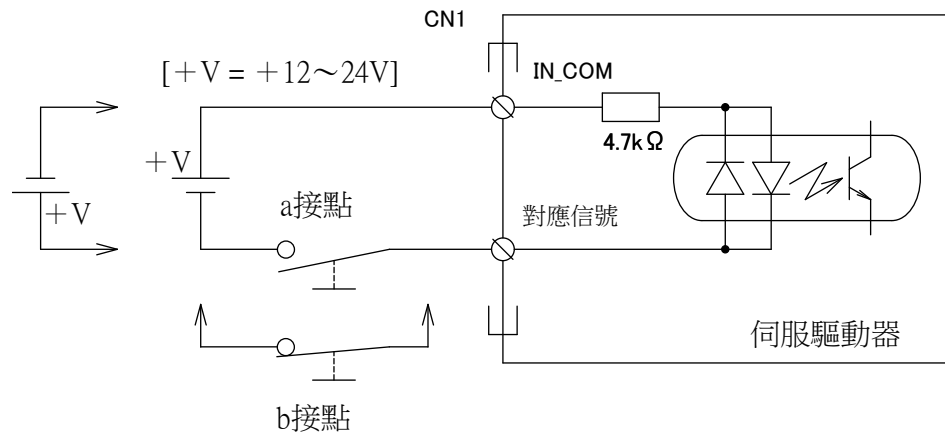 CN1
[＋V = ＋12～24V]
IN_COM
4.7kΩ
＋V
＋V
a接點
對應信號
伺服驅動器
b接點